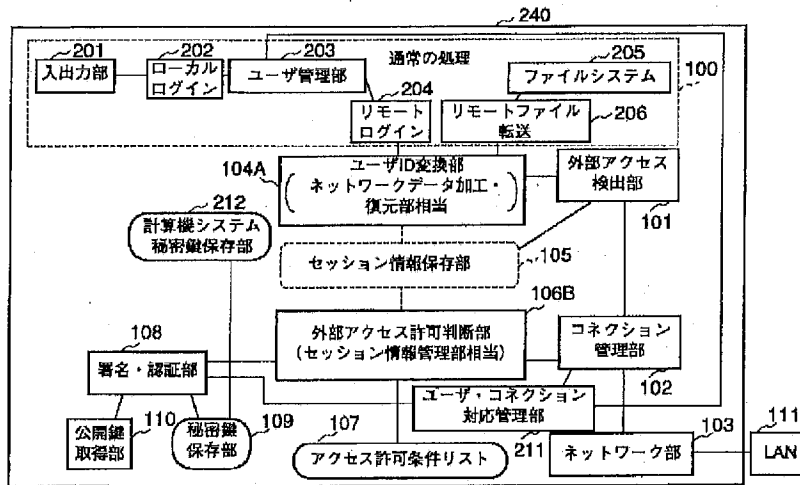 240
201
202
203
通常の処理
205
入出力部
ローカル
ログイン
ユーザ管理部
204
ファイルシステム
100
リモート
ログイン
リモートファイル
転送
206
104A
ユーザID変換部
(ネットワークデータ加工・
復元部相当)
外部アクセス
検出部
101
212
計算機システム
秘密鍵保存部
セッション情報保存部
105
106B
108
外部アクセス許可判断部
(セッション情報管理部相当)
コネクション
管理部
102
署名・認証部
ユーザ・コネクション
対応管理部
211
公開鍵
取得部
110
秘密鍵
保存部
109
107
アクセス許可条件リスト
ネットワーク部
103
111
LAN